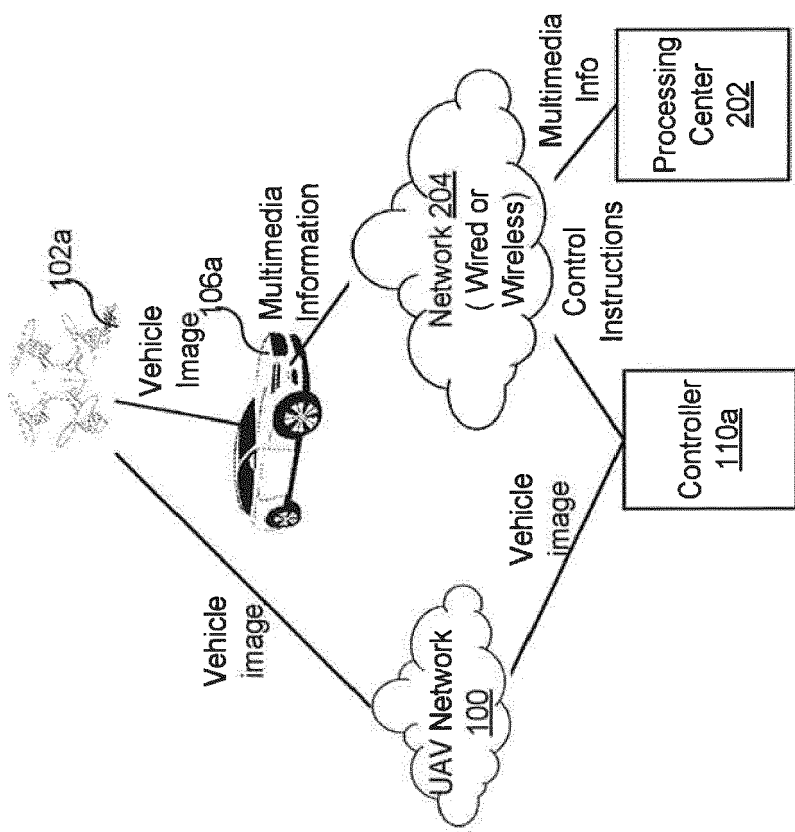 102a
Vehicle
Image
106a
Multimedia
Information
Vehicle
image
Network 204
( Wired or
Wireless)
Multimedia
Info
Control
Instructions
UAV Network
100
Vehicle
image
Controller
110a
Processing
Center
202